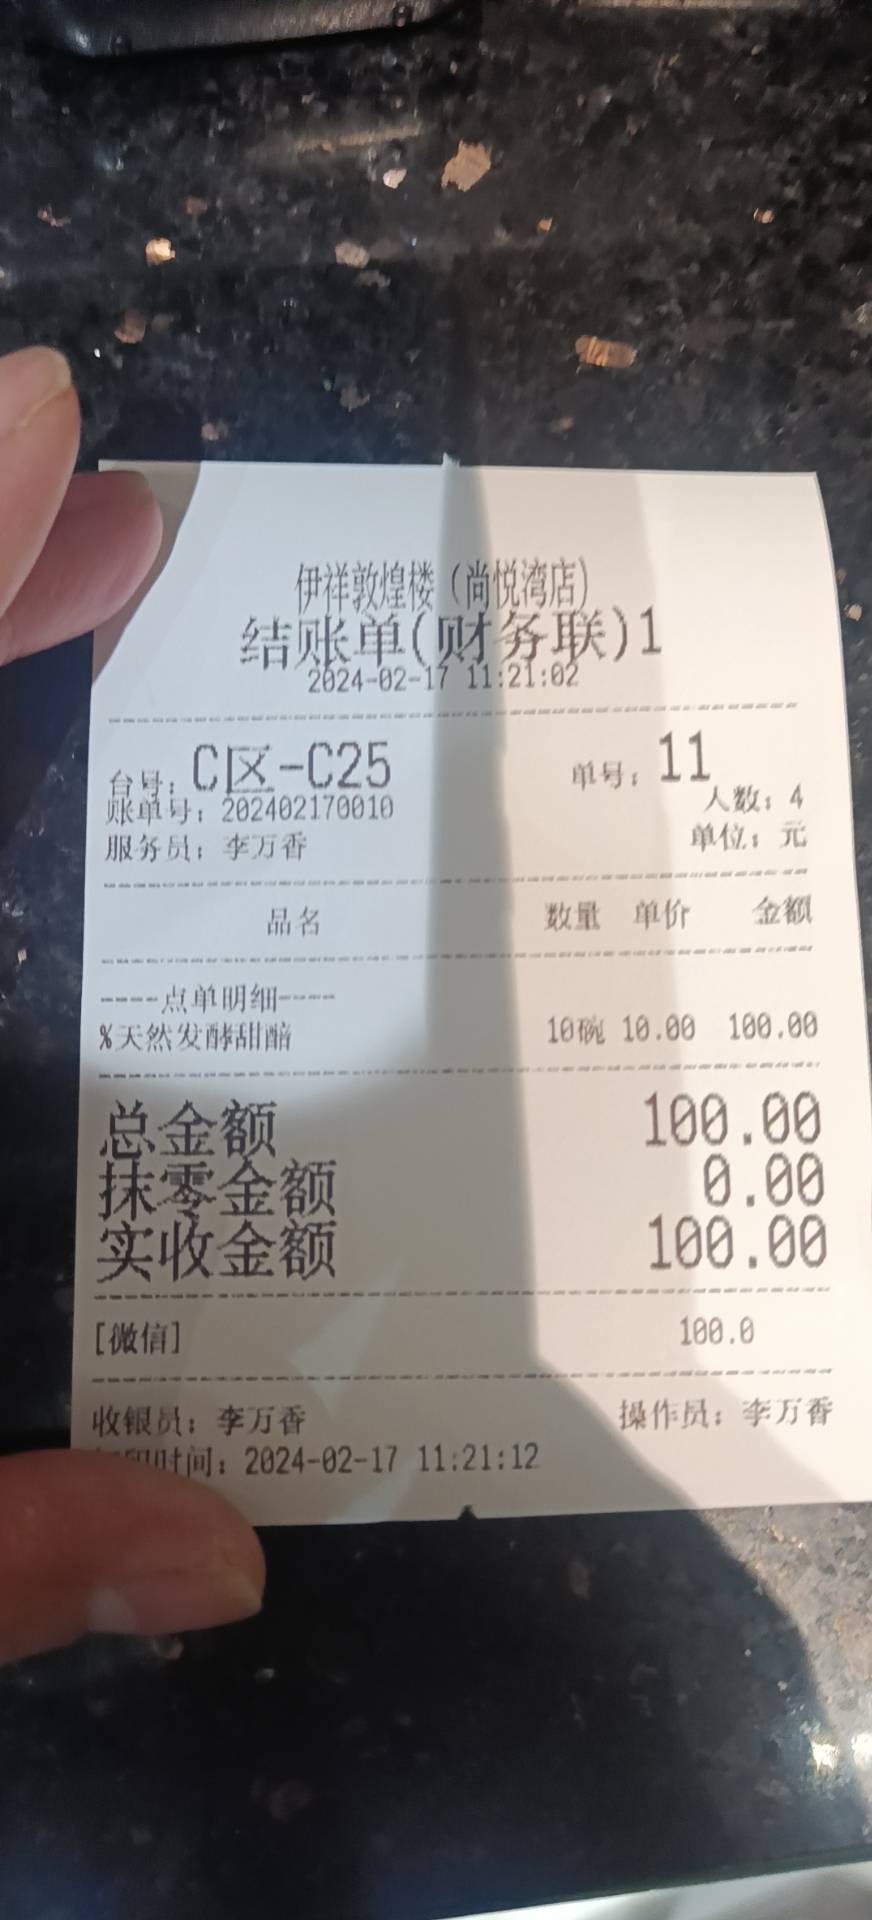 伊祥敦煌楼（尚悦湾店）
结账单(财务联)1
2024-02-17 11:21:02
台号：C区-C25 单号：11
账单号：202402170010 人数：4
服务员：李万香 单位：元
品名 数量 单价 金额
----点单明细----
%天然发酵甜醅 10碗 10.00 100.00
总金额 100.00
抹零金额 0.00
实收金额 100.00
[微信] 100.0
收银员：李万香 操作员：李万香
时间：2024-02-17 11:21:12